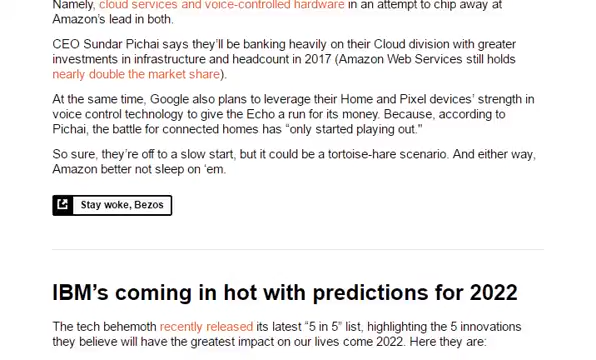 Namely, cloud services and voice-controlled hardware in an attempt to chip away at
Amazon’s lead in both.
CEO Sundar Pichai says they’ll be banking heavily on their Cloud division with greater
investments in infrastructure and headcount in 2017 (Amazon Web Services still holds
nearly double the market share).
At the same time, Google also plans to leverage their Home and Pixel devices’ strength in
voice control technology to give the Echo a run for its money. Because, according to
Pichai, the battle for connected homes has “only started playing out."
So sure, they’re off to a slow start, but it could be a tortoise-hare scenario. And either way,
Amazon better not sleep on ‘em.
Stay woke, Bezos
IBM’s coming in hot with predictions for 2022
The tech behemoth recently released its latest “5 in 5” list, highlighting the 5 innovations
they believe will have the greatest impact on our lives come 2022. Here they are: